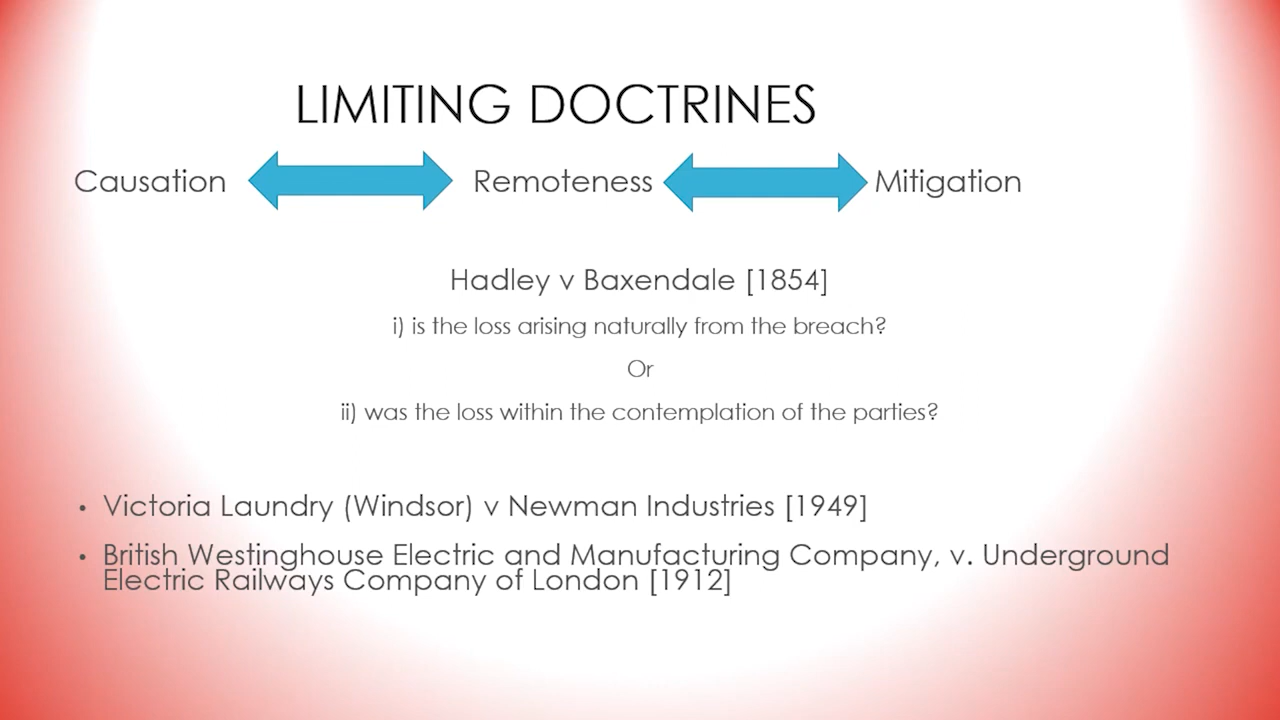 LIMITING DOCTRINES
Causation Remoteness Mitigation
Hadley v Baxendale [1854]
i) is the loss arising naturally from the breach?
Or
ii) was the loss within the contemplation of the parties?
• Victoria Laundry (Windsor) v Newman Industries [1949]
• British Westinghouse Electric and Manufacturing Company, v. Underground
Electric Railways Company of London [1912]